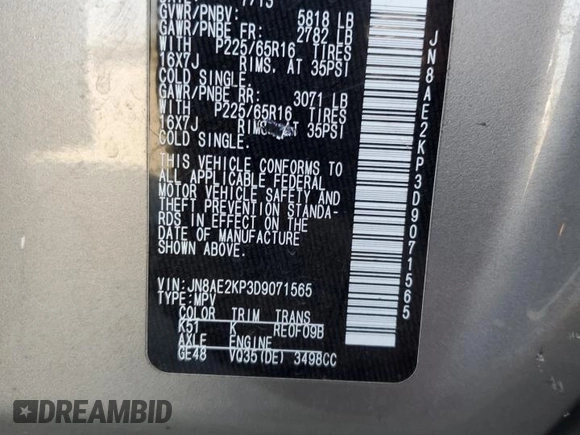 GVWR/PNBV: 5818 LB
GAWR/PNBE FR: 2782 LB
WITH P225/65R16 TIRES
16X7J RIMS. AT 35PSI
COLD SINGLE.
GAWR/PNBE RR: 3071 LB
WITH P225/65R16 TIRES
16X7J AT 35PSI
COLD SINGLE.
THIS VEHICLE CONFORMS TO
ALL APPLICABLE FEDERAL
MOTOR VEHICLE SAFETY AND
THEFT PREVENTION STANDA-
RDS IN EFFECT ON THE
DATE OF MANUFACTURE
SHOWN ABOVE.
VIN: JN8AE2KP3D9071565
TYPE: MPV
COLOR TRIM TRANS
K51 K RE0F09B
AXLE ENGINE
GE48 VQ35(DE) 3498CC
JN8AE2KP3D9071565
DREAMBID